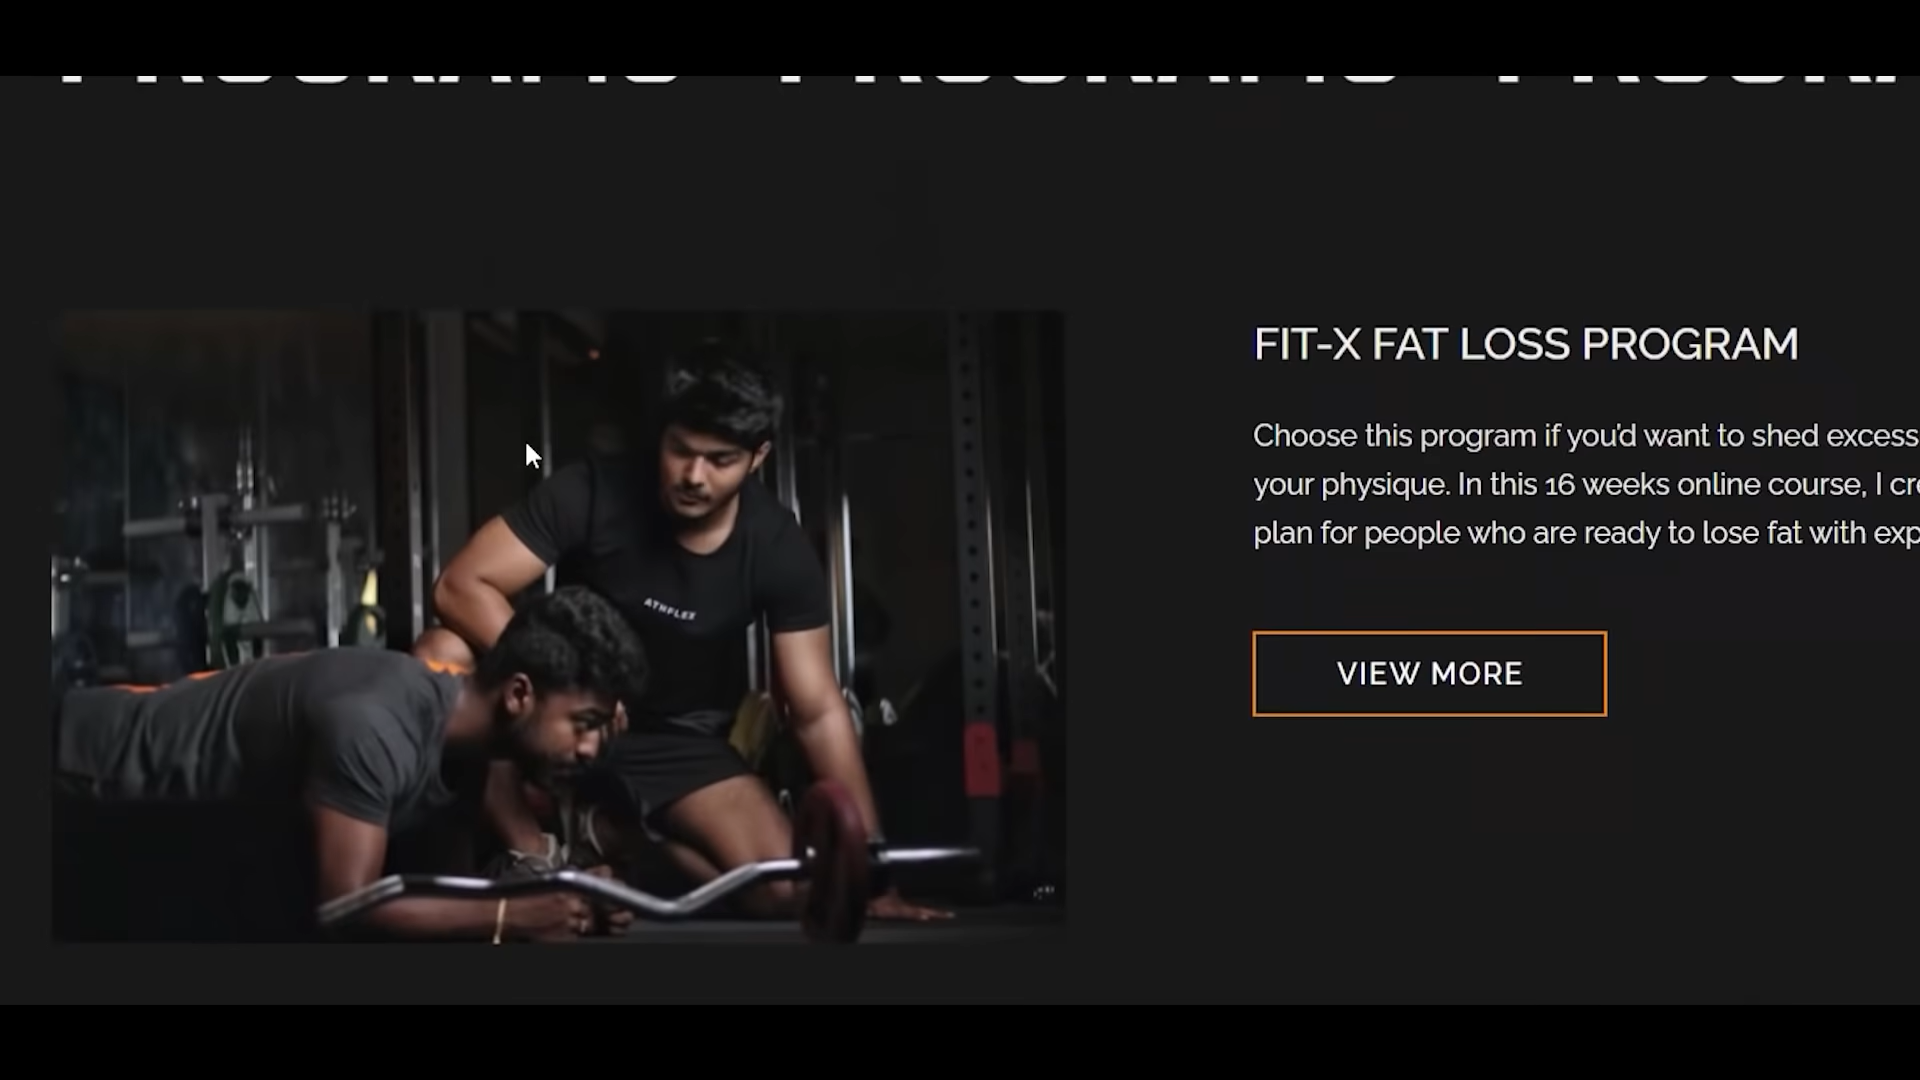 FIT-X FAT LOSS PROGRAM
Choose this program if you'd want to shed excess
your physique. In this 16 weeks online course, I
plan for people who are ready to lose fat with
VIEW MORE
ATHFLEX